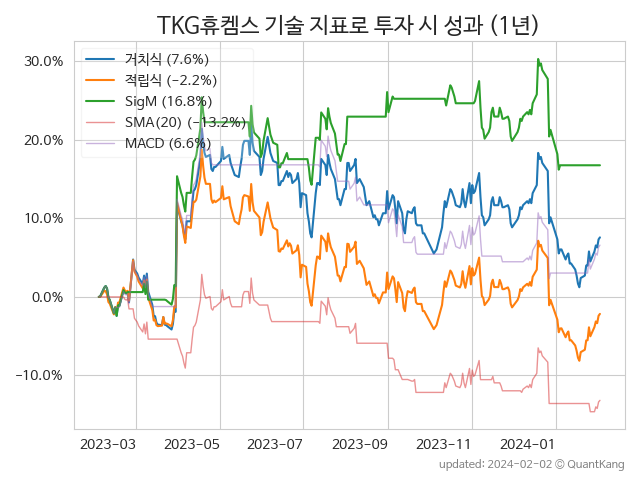 TKG휴켐스 기술 지표로 투자 시 성과 (1년)
거치식 (7.6%)
적립식 (−2.2%)
SigM (16.8%)
SMA(20) (−13.2%)
MACD (6.6%)
30.0%
20.0%
10.0%
0.0%
−10.0%
2023-03 2023-05 2023-07 2023-09 2023-11 2024-01
updated: 2024-02-02 © QuantKang